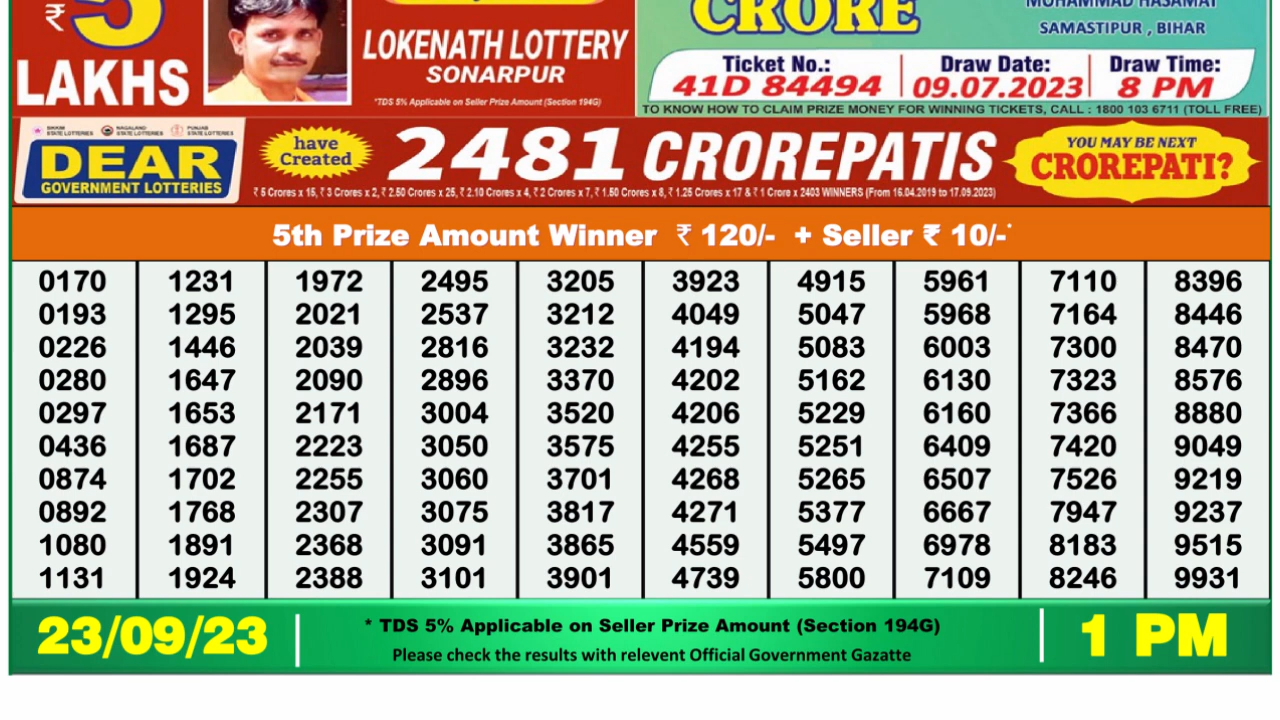 ₹ 5
LAKHS
LOKENATH LOTTERY
SONARPUR
*TDS 5% Applicable on Seller Prize Amount (Section 194G)
CRORE
MOHAMMAD HASAMAT
SAMASTIPUR , BIHAR
Ticket No.: Draw Date: Draw Time:
41D 84494 09.07.2023 8 PM
TO KNOW HOW TO CLAIM PRIZE MONEY FOR WINNING TICKETS, CALL : 1800 103 6711 (TOLL FREE)
SIKKIM STATE LOTTERIES NAGALAND STATE LOTTERIES PUNJAB STATE LOTTERIES
DEAR
GOVERNMENT LOTTERIES
have
Created
2481 CROREPATIS
₹ 5 Crores x 15, ₹ 3 Crores x 2, ₹ 2.50 Crores x 25, ₹ 2.10 Crores x 4, ₹ 2 Crores x 7, ₹ 1.50 Crores x 8, ₹ 1.25 Crores x 17 & ₹ 1 Crore x 2403 WINNERS (From 16.04.2019 to 17.09.2023)
YOU MAY BE NEXT
CROREPATI?
5th Prize Amount Winner ₹ 120/- + Seller ₹ 10/-*
0170 1231 1972 2495 3205 3923 4915 5961 7110 8396
0193 1295 2021 2537 3212 4049 5047 5968 7164 8446
0226 1446 2039 2816 3232 4194 5083 6003 7300 8470
0280 1647 2090 2896 3370 4202 5162 6130 7323 8576
0297 1653 2171 3004 3520 4206 5229 6160 7366 8880
0436 1687 2223 3050 3575 4255 5251 6409 7420 9049
0874 1702 2255 3060 3701 4268 5265 6507 7526 9219
0892 1768 2307 3075 3817 4271 5377 6667 7947 9237
1080 1891 2368 3091 3865 4559 5497 6978 8183 9515
1131 1924 2388 3101 3901 4739 5800 7109 8246 9931
23/09/23
* TDS 5% Applicable on Seller Prize Amount (Section 194G)
Please check the results with relevent Official Government Gazatte
1 PM